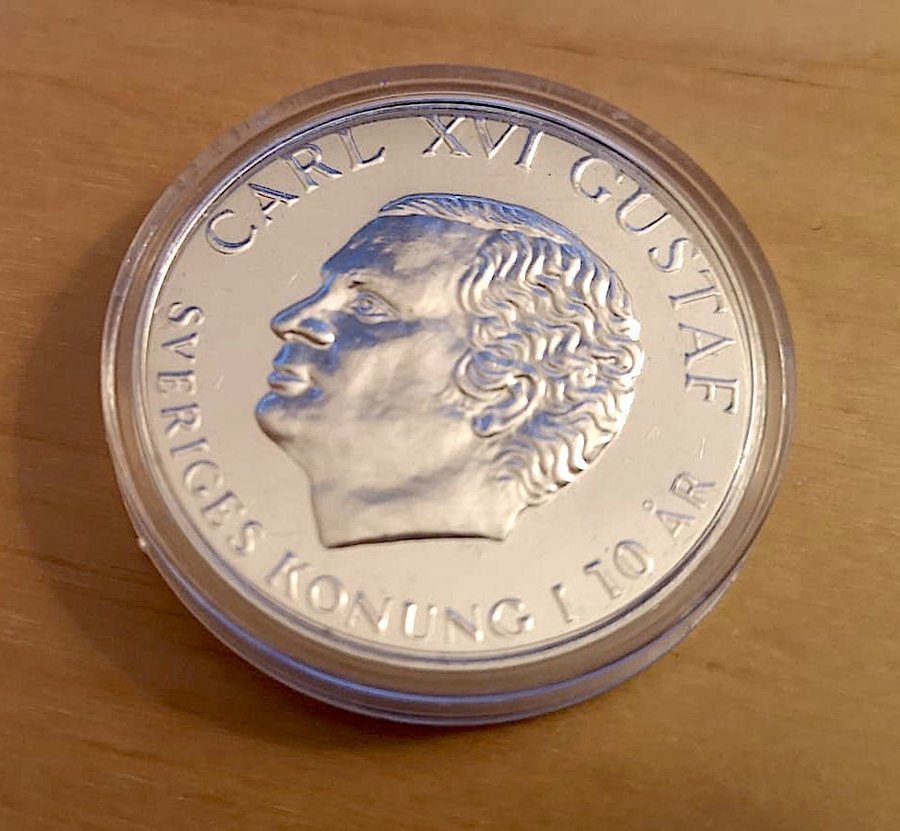 CARL XVI GUSTAF
SVERIGES KONUNG I 10 ÅR